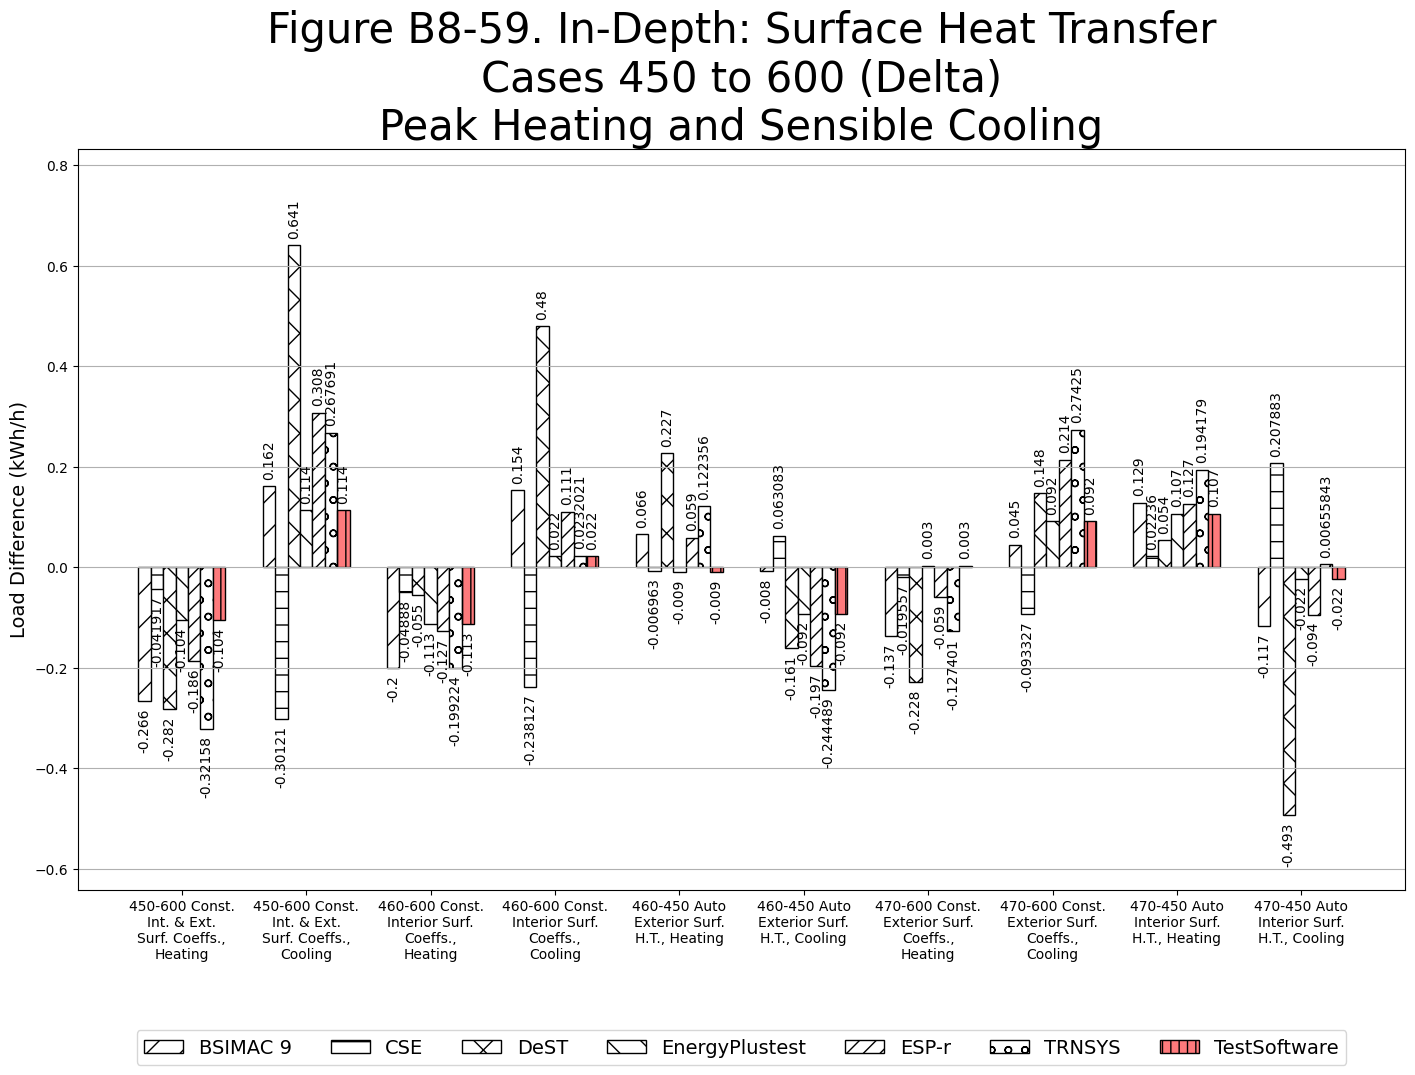 Figure B8-59. In-Depth: Surface Heat Transfer
Cases 450 to 600 (Delta)
Peak Heating and Sensible Cooling
Load Difference (kWh/h)
0.8
0.6
0.4
0.2
0.0
−0.2
−0.4
−0.6
-0.266
-0.041917
-0.282
-0.104
-0.186
-0.32158
-0.104
0.162
-0.30121
0.641
0.114
0.308
0.267691
0.114
-0.2
-0.04888
-0.055
-0.113
-0.127
-0.199224
-0.113
0.154
-0.238127
0.48
0.022
0.111
0.0232021
0.022
0.066
-0.006963
0.227
-0.009
0.059
0.122356
-0.009
-0.008
0.063083
-0.161
-0.092
-0.197
-0.244489
-0.092
-0.137
-0.019557
-0.228
0.003
-0.059
-0.127401
0.003
0.045
-0.093327
0.148
0.092
0.214
0.27425
0.092
0.129
0.02236
0.054
0.107
0.127
0.194179
0.107
-0.117
0.207883
-0.493
-0.022
-0.094
0.00655843
-0.022
450-600 Const.
Int. & Ext.
Surf. Coeffs.,
Heating
450-600 Const.
Int. & Ext.
Surf. Coeffs.,
Cooling
460-600 Const.
Interior Surf.
Coeffs.,
Heating
460-600 Const.
Interior Surf.
Coeffs.,
Cooling
460-450 Auto
Exterior Surf.
H.T., Heating
460-450 Auto
Exterior Surf.
H.T., Cooling
470-600 Const.
Exterior Surf.
Coeffs.,
Heating
470-600 Const.
Exterior Surf.
Coeffs.,
Cooling
470-450 Auto
Interior Surf.
H.T., Heating
470-450 Auto
Interior Surf.
H.T., Cooling
BSIMAC 9 CSE DeST EnergyPlustest ESP-r TRNSYS TestSoftware